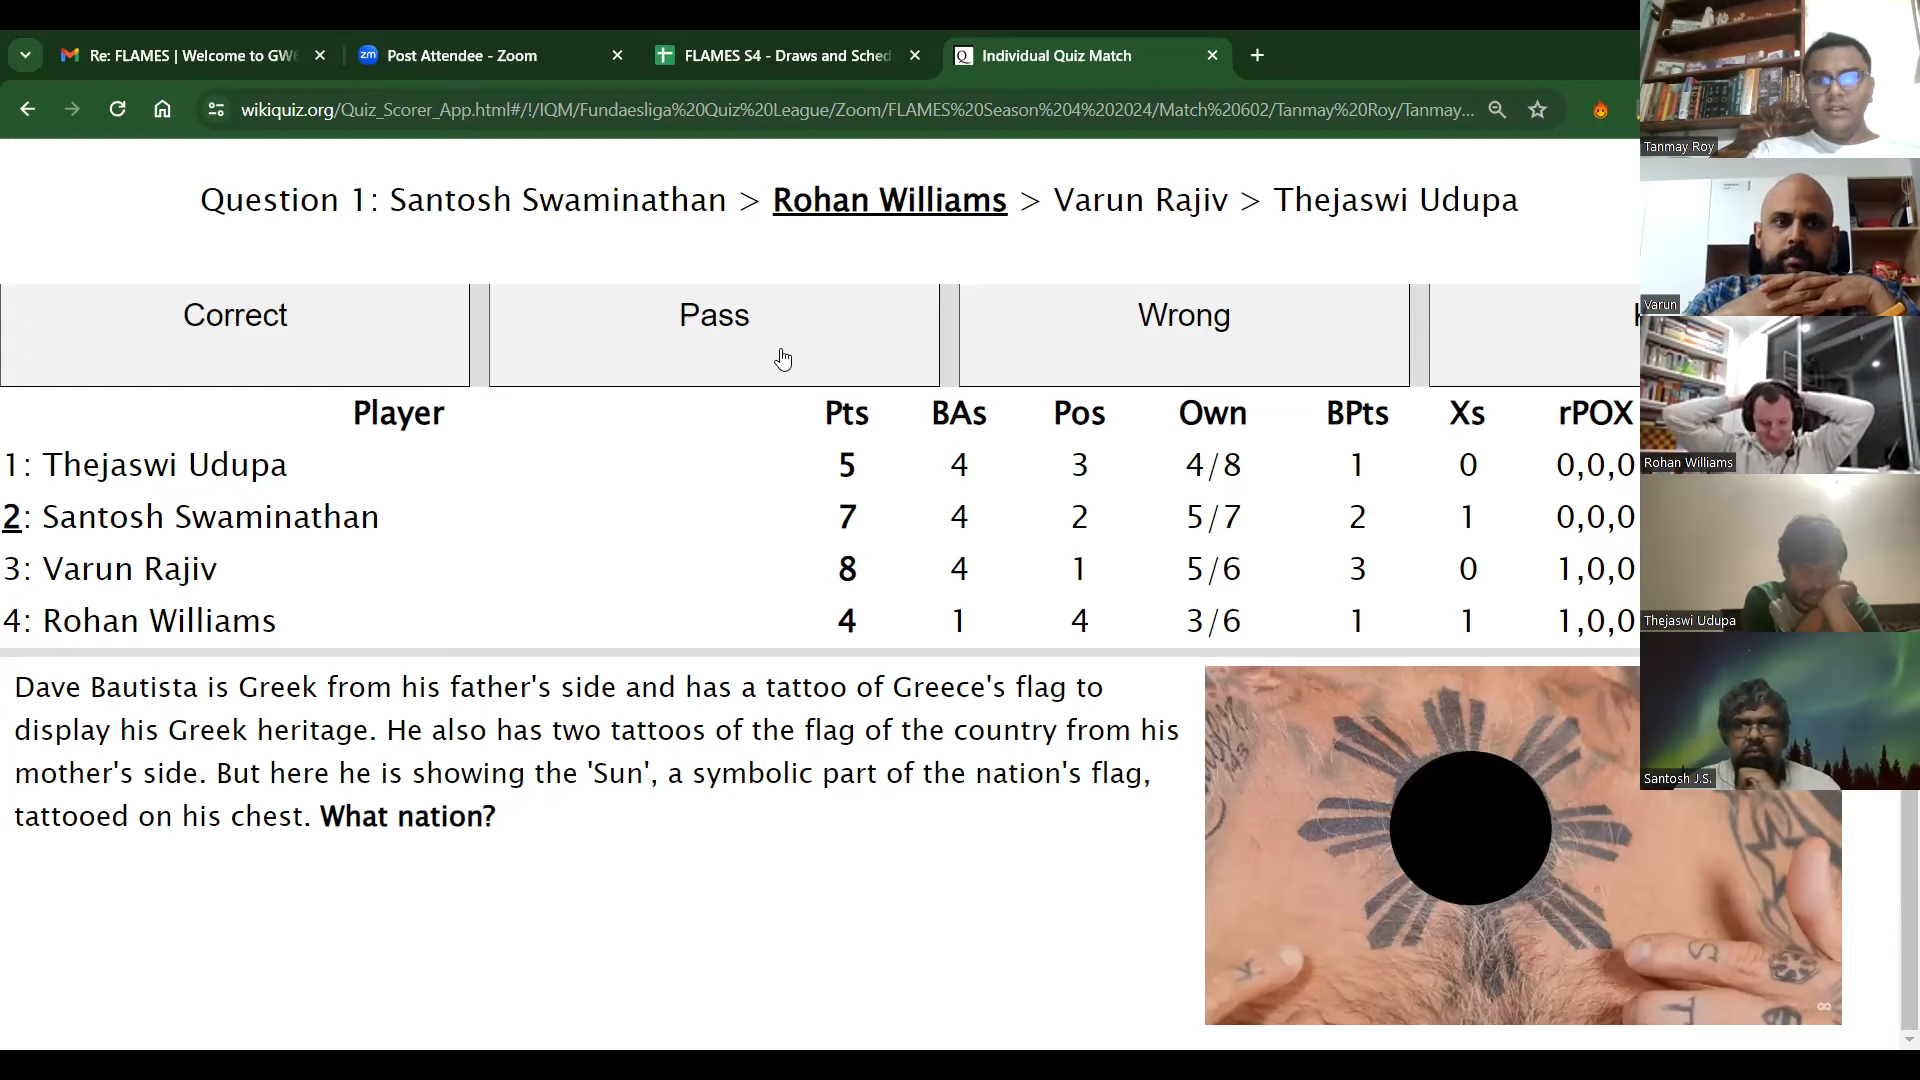 Re: FLAMES | Welcome to GW
Post Attendee - Zoom
FLAMES S4 - Draws and Sched
Individual Quiz Match
wikiquiz.org/Quiz_Scorer_App.html#/!/IQM/Fundaesliga%20Quiz%20League/Zoom/FLAMES%20Season%204%202024/Match%20602/Tanmay%20Roy/Tanmay...
Question 1: Santosh Swaminathan > Rohan Williams > Varun Rajiv > Thejaswi Udupa
Correct Pass Wrong
Player Pts BAs Pos Own BPts Xs rPOX
1: Thejaswi Udupa 5 4 3 4/8 1 0 0,0,0
2: Santosh Swaminathan 7 4 2 5/7 2 1 0,0,0
3: Varun Rajiv 8 4 1 5/6 3 0 1,0,0
4: Rohan Williams 4 1 4 3/6 1 1 1,0,0
Dave Bautista is Greek from his father's side and has a tattoo of Greece's flag to
display his Greek heritage. He also has two tattoos of the flag of the country from his
mother's side. But here he is showing the 'Sun', a symbolic part of the nation's flag,
tattooed on his chest. What nation?
Tanmay Roy
Varun
Rohan Williams
Thejaswi Udupa
Santosh J.S.
GQ